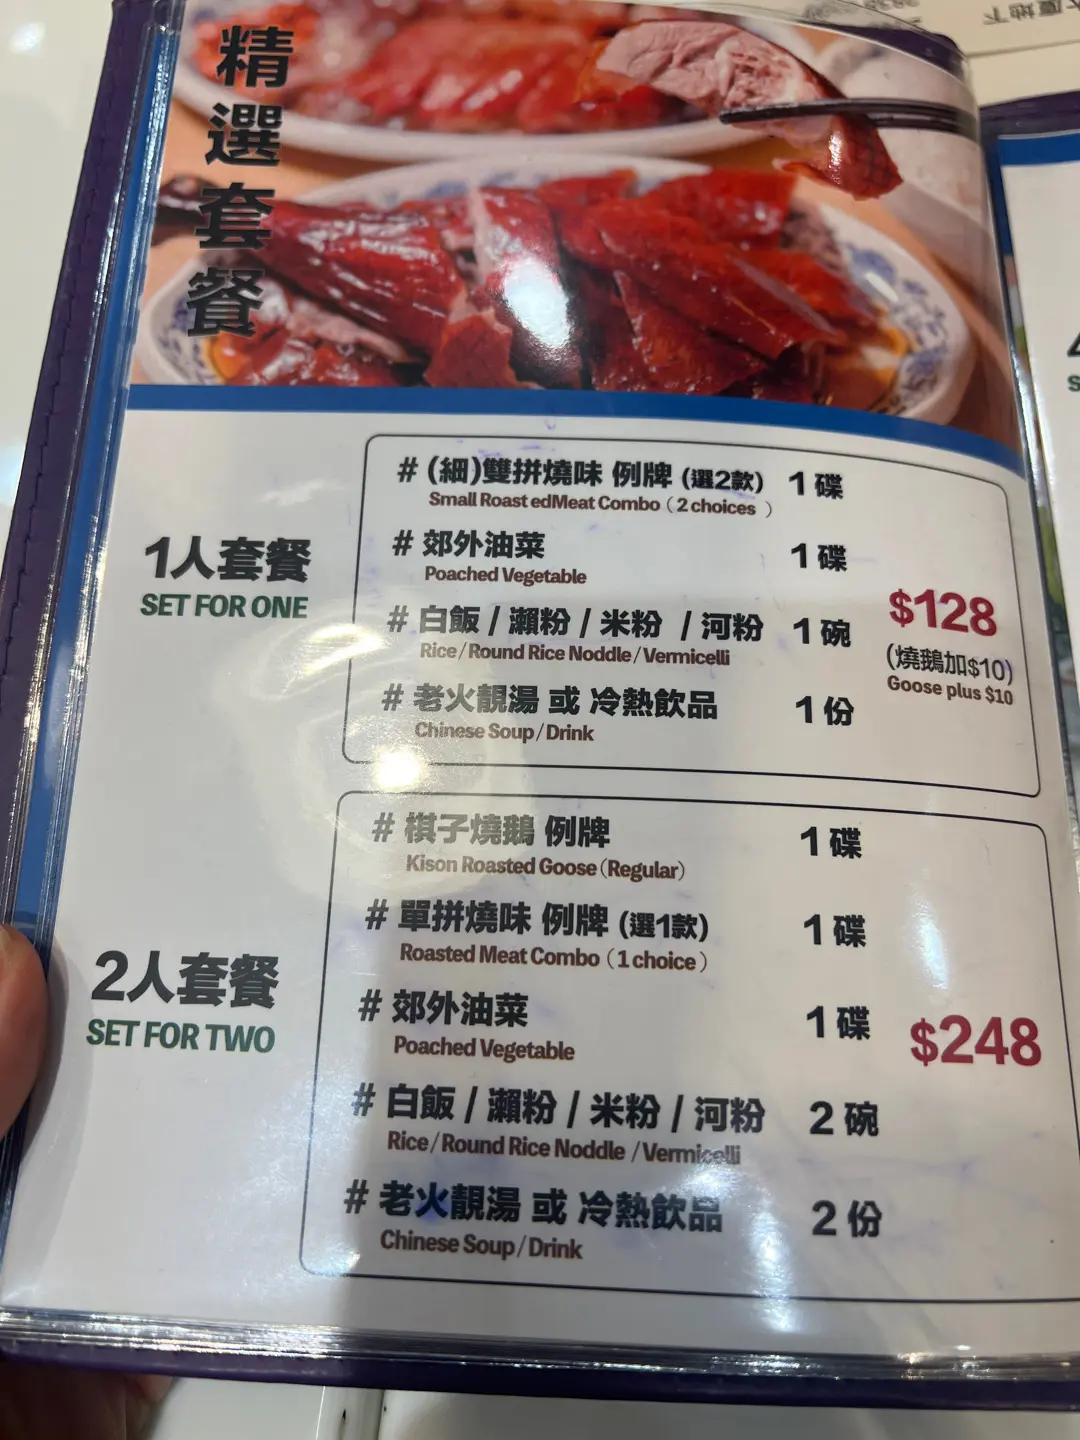 精選套餐
1人套餐
SET FOR ONE
# (細)雙拼燒味 例牌 (選2款) 1 碟
Small Roast edMeat Combo (2 choices )
# 郊外油菜 1 碟
Poached Vegetable
# 白飯 / 瀨粉 / 米粉 / 河粉 1 碗
Rice/Round Rice Noddle/Vermicelli
# 老火靚湯 或 冷熱飲品 1 份
Chinese Soup/Drink
$128
(燒鵝加$10)
Goose plus $10
2人套餐
SET FOR TWO
# 棋子燒鵝 例牌 1 碟
Kison Roasted Goose (Regular)
# 單拼燒味 例牌 (選1款) 1 碟
Roasted Meat Combo (1 choice )
# 郊外油菜 1 碟
Poached Vegetable
# 白飯 / 瀨粉 / 米粉 / 河粉 2 碗
Rice/Round Rice Noddle /Vermicelli
# 老火靚湯 或 冷熱飲品 2 份
Chinese Soup/Drink
$248